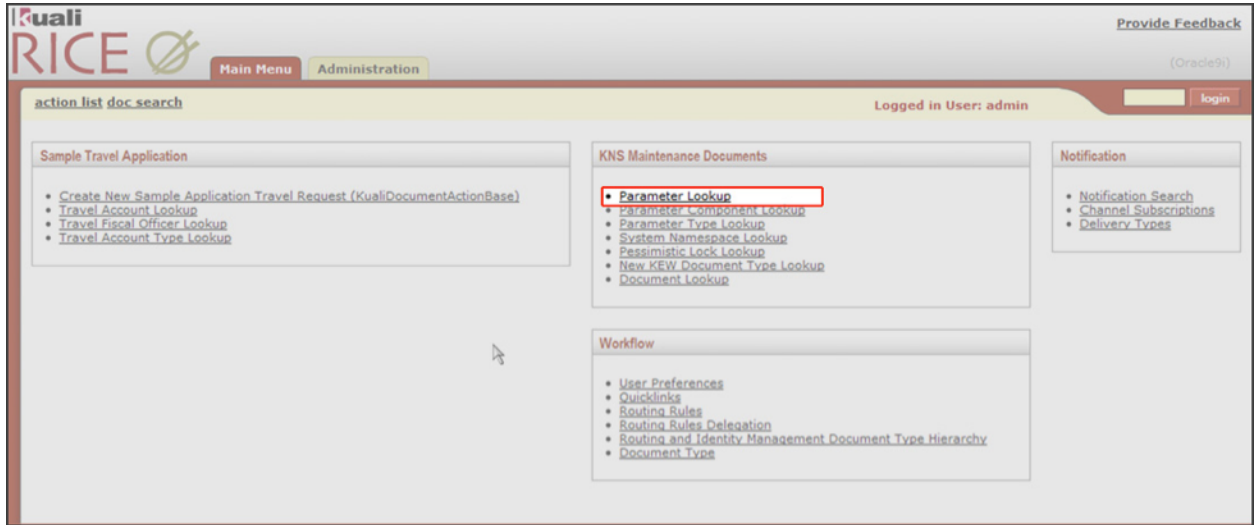 Kuali
RICE
Provide Feedback
Main Menu
Administration
(Oracle9i)
action list doc search
Logged in User: admin
login
Sample Travel Application
Create New Sample Application Travel Request (KualiDocumentActionBase)
Travel Account Lookup
Travel Fiscal Officer Lookup
Travel Account Type Lookup
KNS Maintenance Documents
Parameter Lookup
Parameter Component Lookup
Parameter Type Lookup
System Namespace Lookup
Pessimistic Lock Lookup
New KEW Document Type Lookup
Document Lookup
Notification
Notification Search
Channel Subscriptions
Delivery Types
Workflow
User Preferences
Quicklinks
Routing Rules
Routing Rules Delegation
Routing and Identity Management Document Type Hierarchy
Document Type